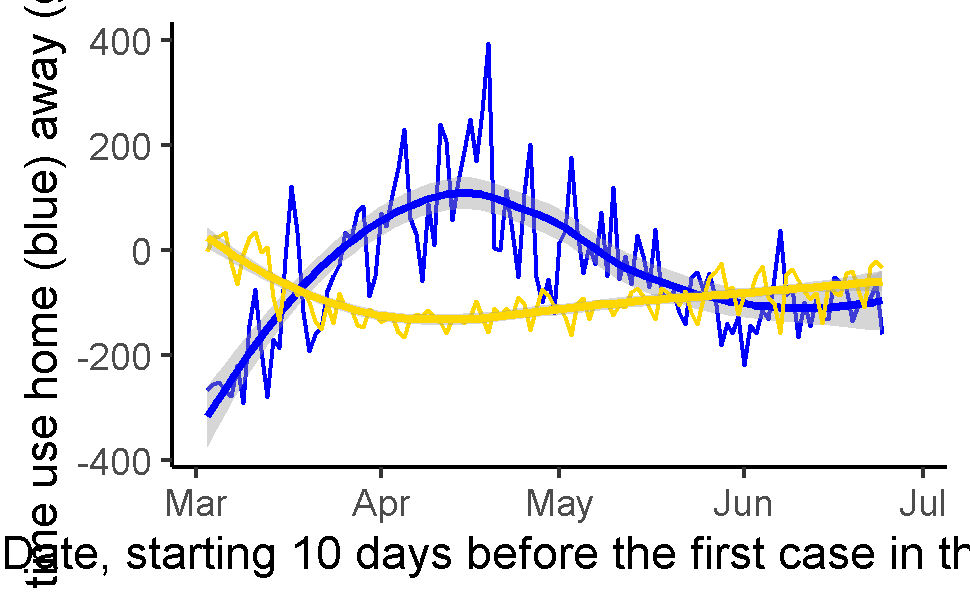 time use home (blue) away (
400
200
0
-200
-400
Mar Apr May Jun Jul
Date, starting 10 days before the first case in th